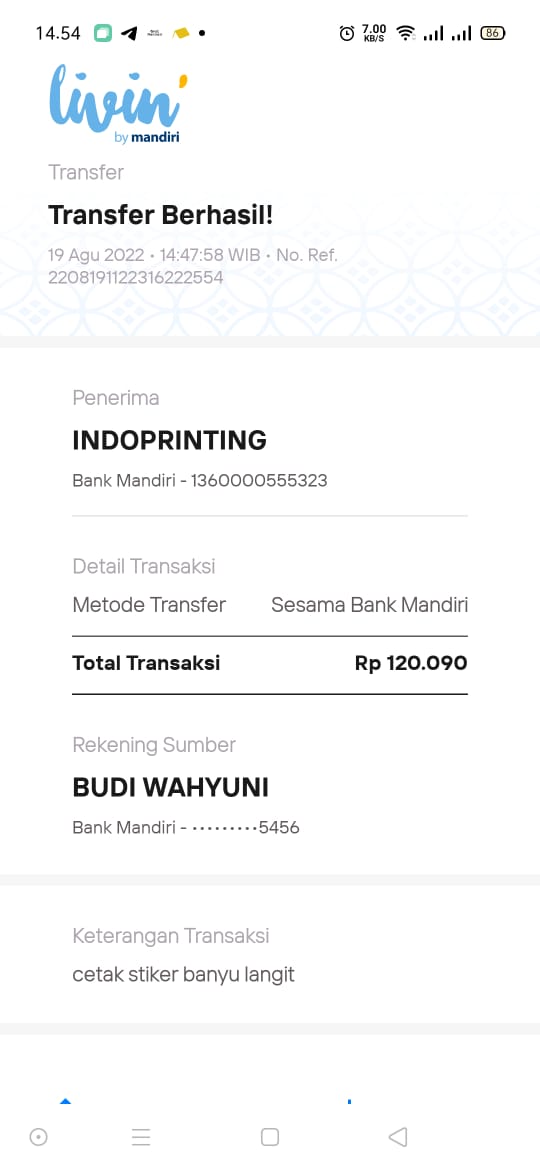 14.54
7.00
KB/S
86
livin'
by mandiri
Transfer
Transfer Berhasil!
19 Agu 2022 • 14:47:58 WIB • No. Ref.
2208191122316222554
Penerima
INDOPRINTING
Bank Mandiri - 1360000555323
Detail Transaksi
Metode Transfer Sesama Bank Mandiri
Total Transaksi Rp 120.090
Rekening Sumber
BUDI WAHYUNI
Bank Mandiri - •••••••••5456
Keterangan Transaksi
cetak stiker banyu langit